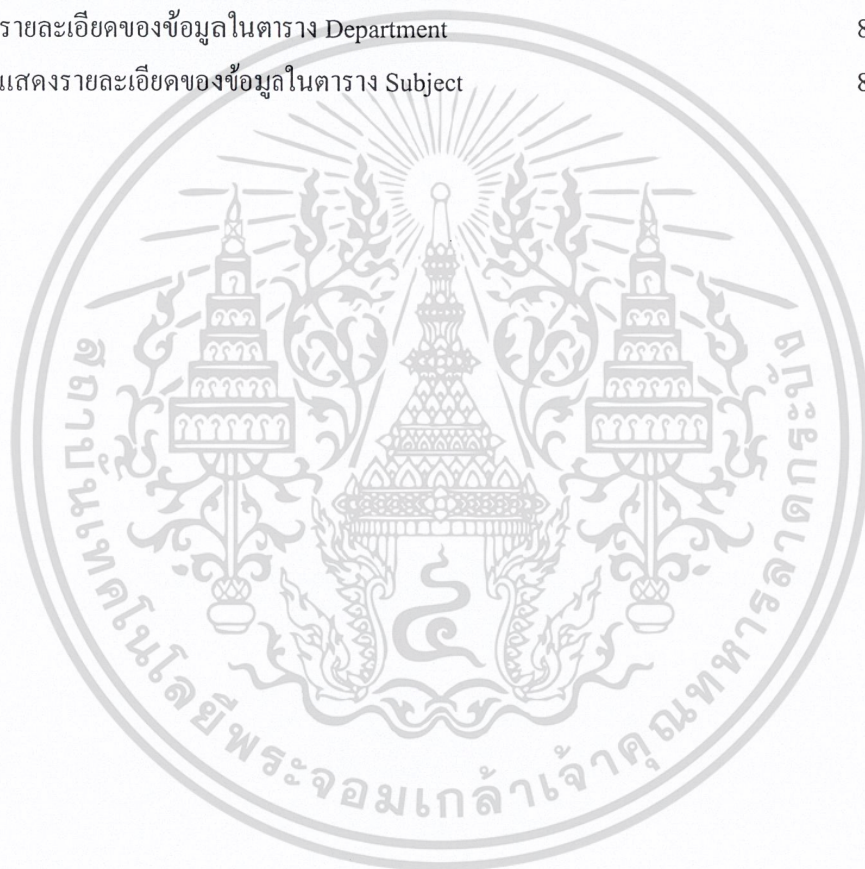 รายละเอียดของข้อมูลในตาราง Department 8
แสดงรายละเอียดของข้อมูลในตาราง Subject 8
สถาบันเทคโนโลยีพระจอมเกล้าเจ้าคุณทหารลาดกระบัง
๔